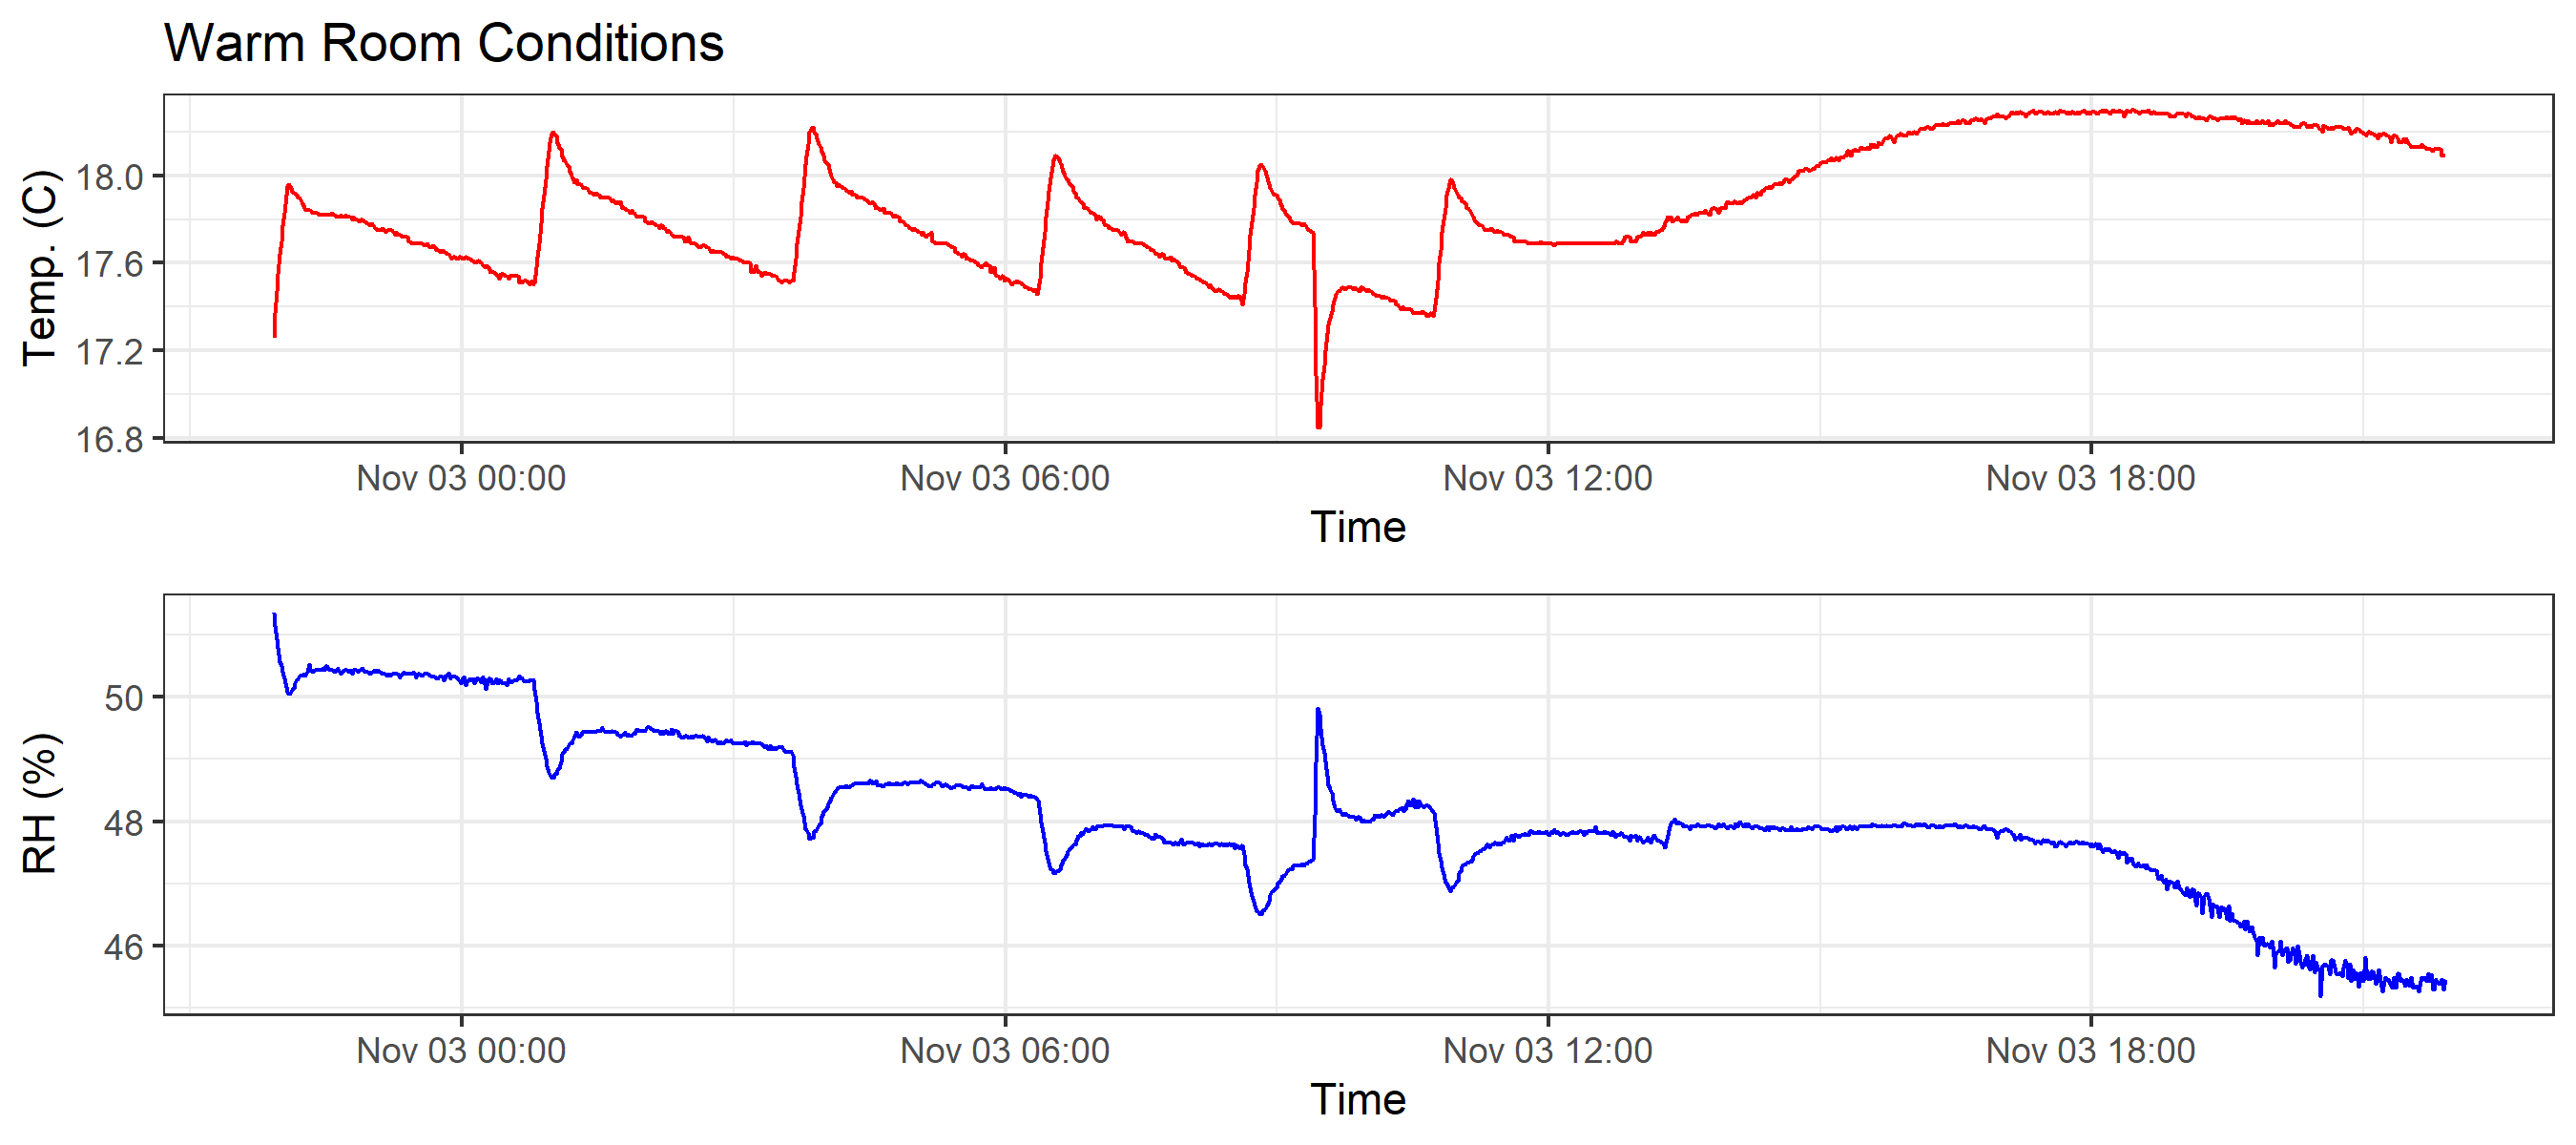 Warm Room Conditions
Temp. (C)
18.0
17.6
17.2
16.8
Nov 03 00:00 Nov 03 06:00 Nov 03 12:00 Nov 03 18:00
Time
RH (%)
50
48
46
Nov 03 00:00 Nov 03 06:00 Nov 03 12:00 Nov 03 18:00
Time